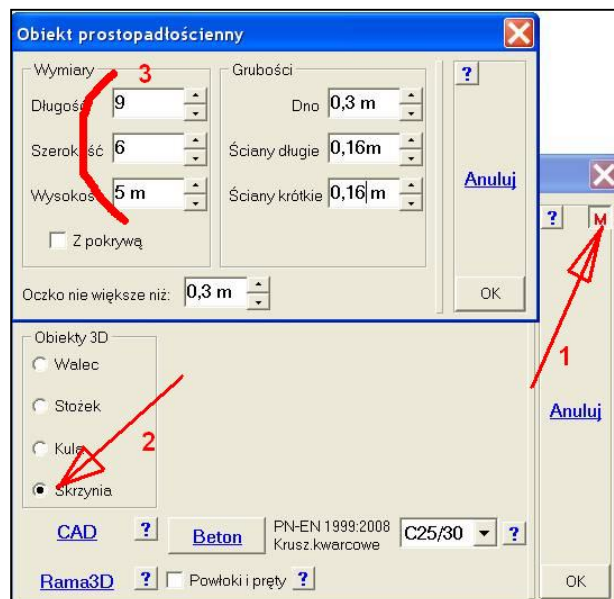 Obiekt prostopadłościenny
Wymiary
3
Długość 9
Szerokość 6
Wysokość 5 m
Z pokrywą
Grubości
Dno 0,3 m
Ściany długie 0,16m
Ściany krótkie 0,16 m
?
Anuluj
OK
Oczko nie większe niż: 0,3 m
? M
1
Obiekty 3D
Walec
Stożek
Kula
2
Skrzynia
Anuluj
CAD ? Beton PN-EN 1999:2008 C25/30 ?
Krusz.kwarcowe
Rama3D ? Powłoki i pręty ?
OK